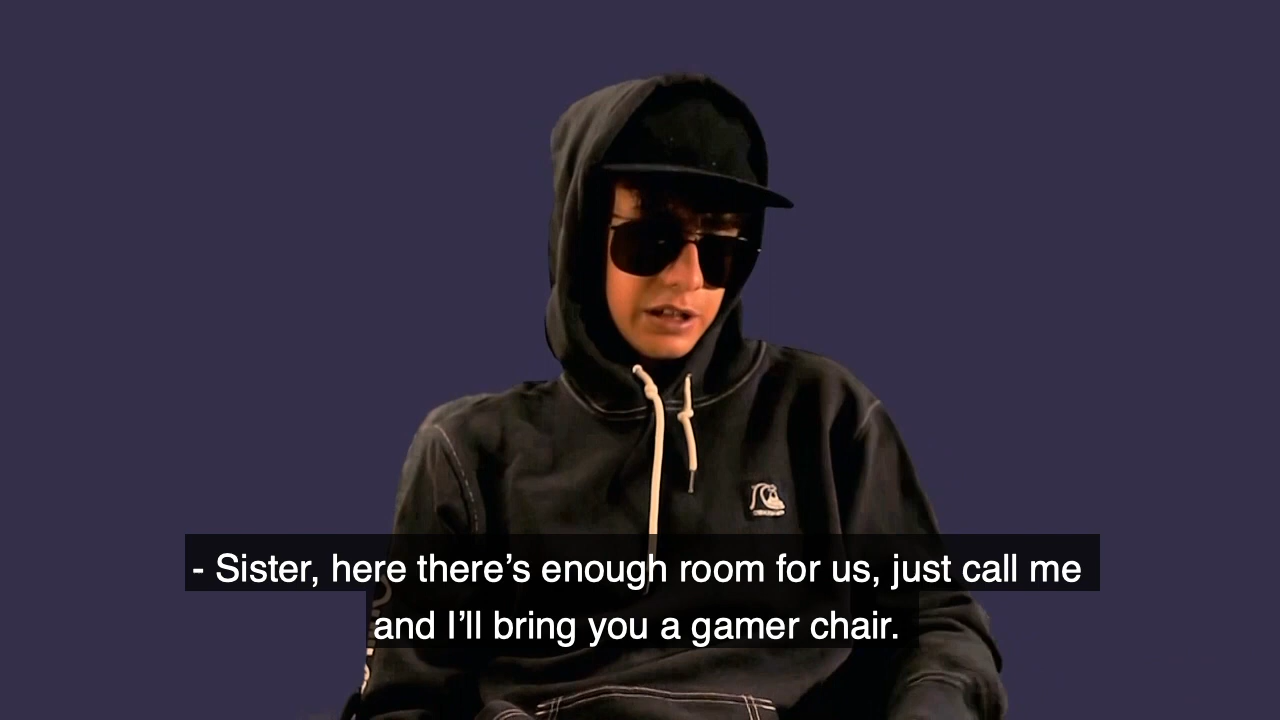 - Sister, here there’s enough room for us, just call me
and I’ll bring you a gamer chair.